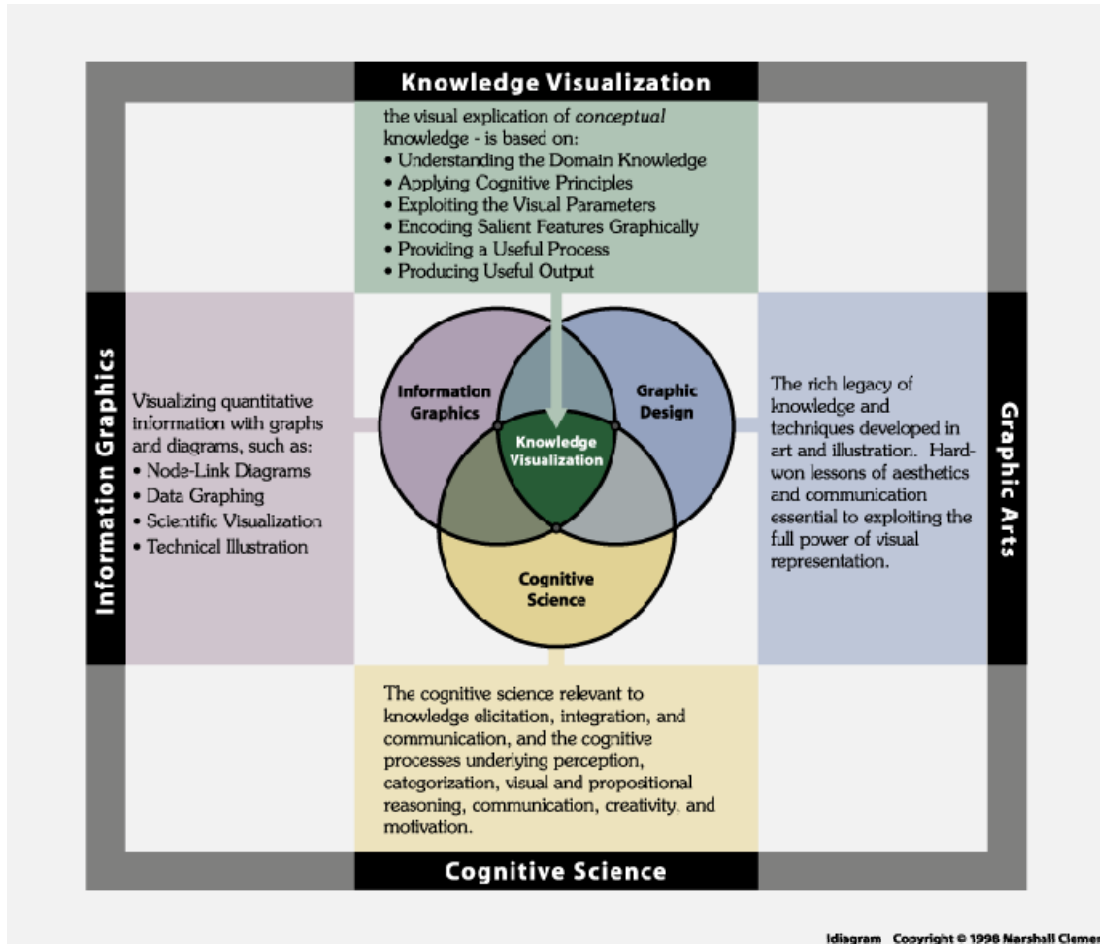 Knowledge Visualization
the visual explication of conceptual
knowledge - is based on:
• Understanding the Domain Knowledge
• Applying Cognitive Principles
• Exploiting the Visual Parameters
• Encoding Salient Features Graphically
• Providing a Useful Process
• Producing Useful Output
Information Graphics
Visualizing quantitative
information with graphs
and diagrams, such as:
• Node-Link Diagrams
• Data Graphing
• Scientific Visualization
• Technical Illustration
Information
Graphics
Graphic
Design
Knowledge
Visualization
Cognitive
Science
The rich legacy of
knowledge and
techniques developed in
art and illustration. Hard-
won lessons of aesthetics
and communication
essential to exploiting the
full power of visual
representation.
Graphic Arts
The cognitive science relevant to
knowledge elicitation, integration, and
communication, and the cognitive
processes underlying perception,
categorization, visual and propositional
reasoning, communication, creativity, and
motivation.
Cognitive Science
Idiagram Copyright © 1998 Marshall Clemen